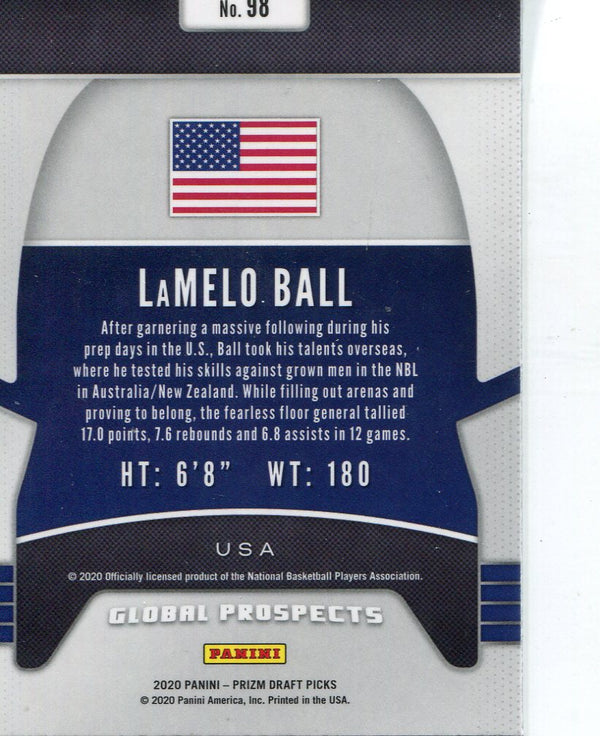 No. 98
LaMELO BALL
After garnering a massive following during his
prep days in the U.S., Ball took his talents overseas,
where he tested his skills against grown men in the NBL
in Australia/New Zealand. While filling out arenas and
proving to belong, the fearless floor general tallied
17.0 points, 7.6 rebounds and 6.8 assists in 12 games.
HT: 6'8” WT: 180
USA
© 2020 Officially licensed product of the National Basketball Players Association.
GLOBAL PROSPECTS
PANINI
2020 PANINI – PRIZM DRAFT PICKS
© 2020 Panini America, Inc. Printed in the USA.